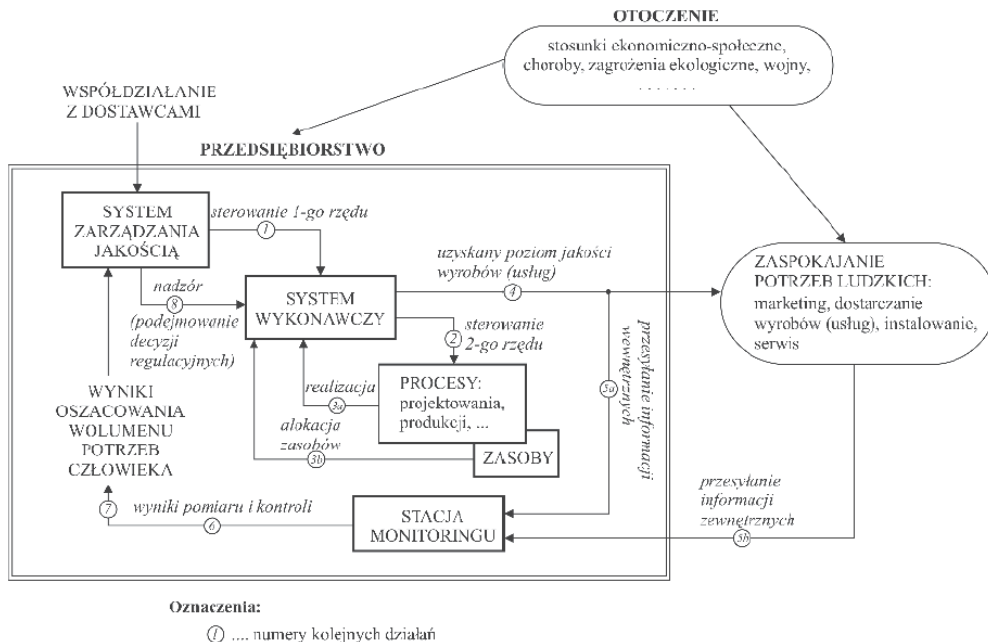 OTOCZENIE
stosunki ekonomiczno-społeczne,
choroby, zagrożenia ekologiczne, wojny,
. . . . . . .
WSPÓŁDZIAŁANIE
Z DOSTAWCAMI
PRZEDSIĘBIORSTWO
SYSTEM
ZARZĄDZANIA
JAKOŚCIĄ
sterowanie 1-go rzędu
1
nadzór
8
(podejmowanie
decyzji
regulacyjnych)
SYSTEM
WYKONAWCZY
uzyskany poziom jakości
wyrobów (usług)
4
2
sterowanie
2-go rzędu
ZASPOKAJANIE
POTRZEB LUDZKICH:
marketing, dostarczanie
wyrobów (usług), instalowanie,
serwis
przesyłanie informacji
wewnętrznych
5a
realizacja
3a
PROCESY:
projektowania,
produkcji, ...
alokacja
zasobów
3b
ZASOBY
WYNIKI
OSZACOWANIA
WOLUMENU
POTRZEB
CZŁOWIEKA
7
wyniki pomiaru i kontroli
6
STACJA
MONITORINGU
przesyłanie
informacji
zewnętrznych
5b
Oznaczenia:
1 .... numery kolejnych działań